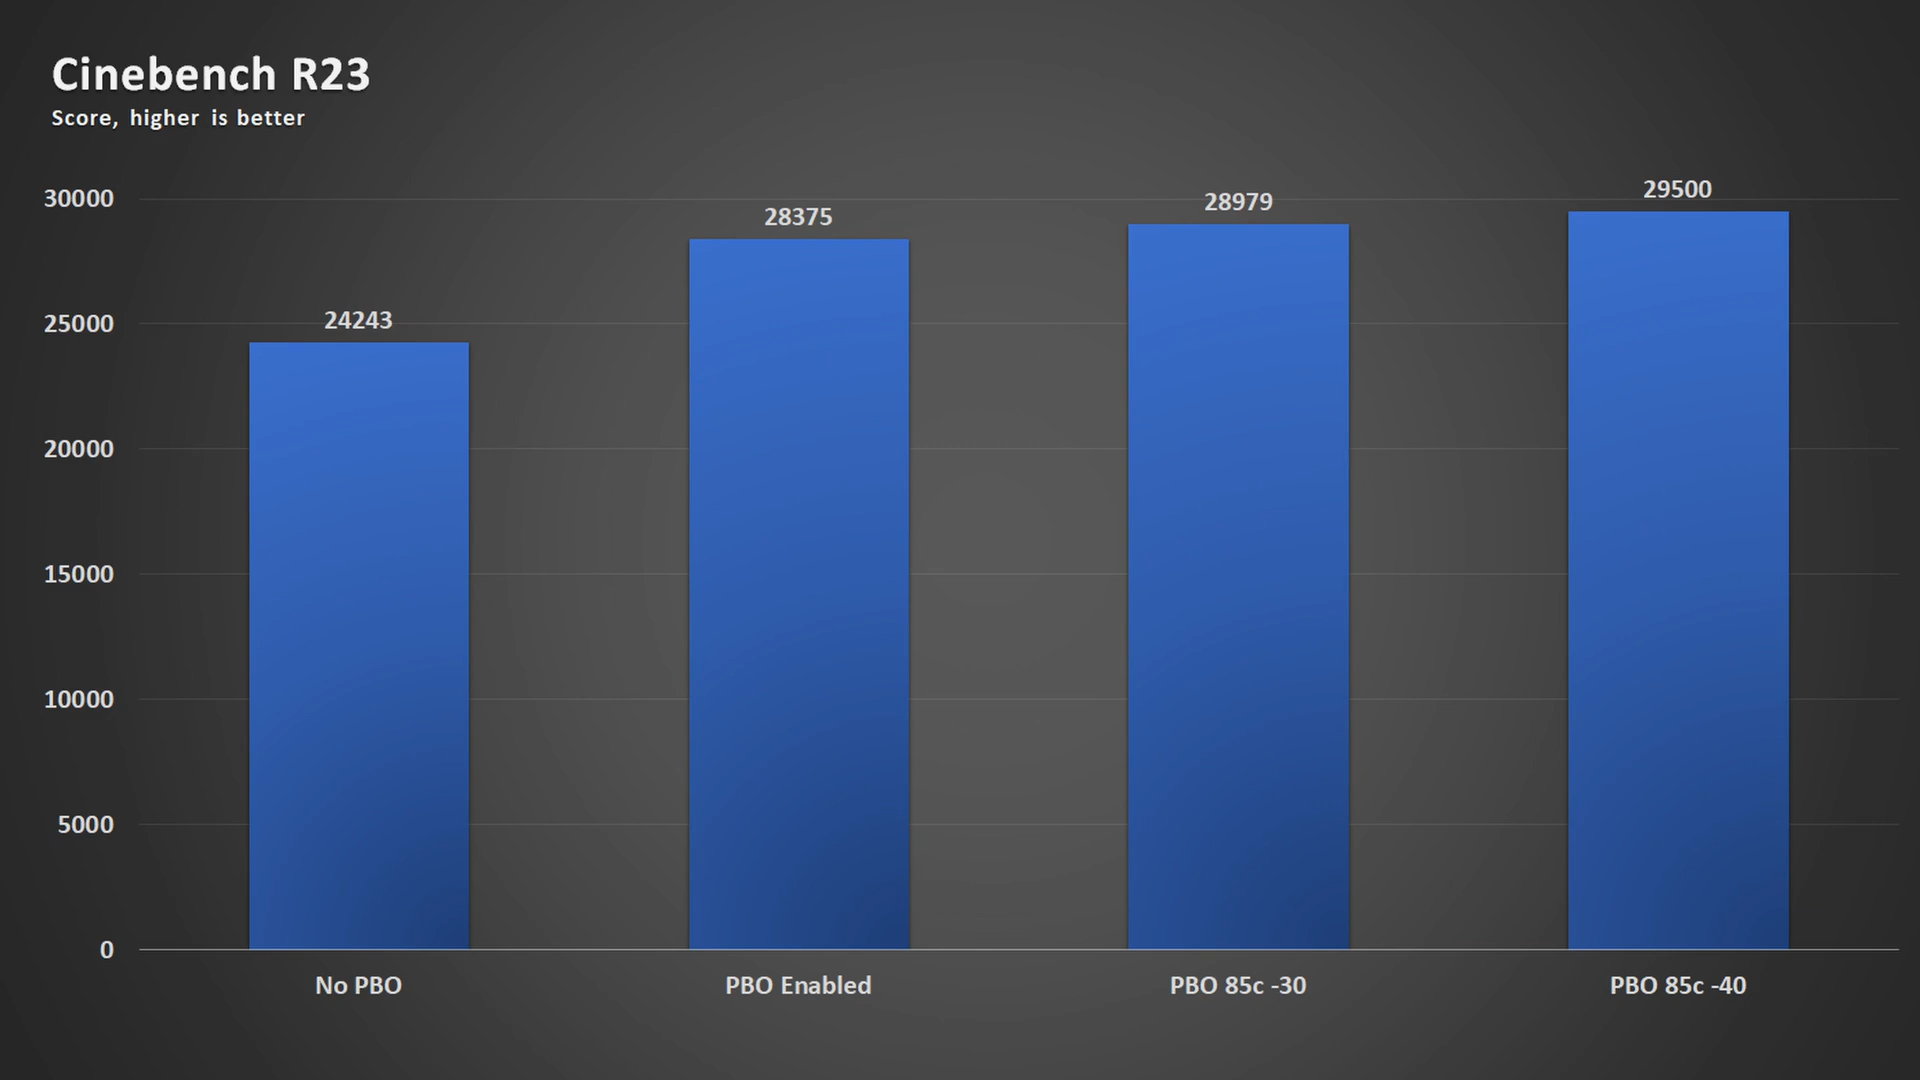 Cinebench R23
Score, higher is better
30000
25000
20000
15000
10000
5000
0
24243
28375
28979
29500
No PBO
PBO Enabled
PBO 85c -30
PBO 85c -40